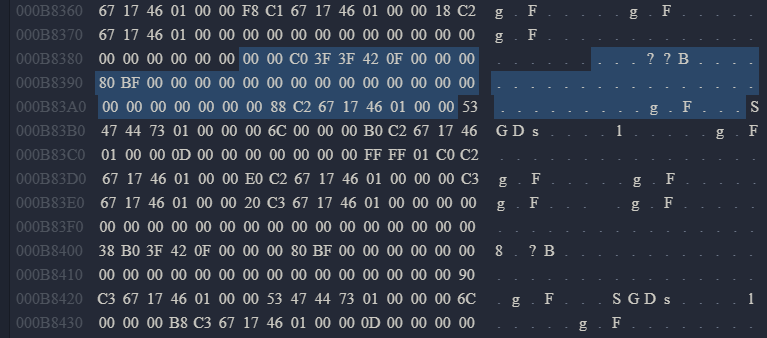 000B8360 67 17 46 01 00 00 F8 C1 67 17 46 01 00 00 18 C2 g . F . . . . . g . F . . . . .
000B8370 67 17 46 01 00 00 00 00 00 00 00 00 00 00 00 00 g . F . . . . . . . . . . . . .
000B8380 00 00 00 00 00 00 00 00 C0 3F 3F 42 0F 00 00 00 . . . . . . . . . ? ? B . . . .
000B8390 80 BF 00 00 00 00 00 00 00 00 00 00 00 00 00 00 . . . . . . . . . . . . . . . .
000B83A0 00 00 00 00 00 00 00 88 C2 67 17 46 01 00 00 53 . . . . . . . . . g . F . . . S
000B83B0 47 44 73 01 00 00 00 6C 00 00 00 B0 C2 67 17 46 G D s . . . . l . . . . . g . F
000B83C0 01 00 00 0D 00 00 00 00 00 00 00 FF FF 01 C0 C2 . . . . . . . . . . . . . . . .
000B83D0 67 17 46 01 00 00 E0 C2 67 17 46 01 00 00 00 C3 g . F . . . . . g . F . . . . .
000B83E0 67 17 46 01 00 00 20 C3 67 17 46 01 00 00 00 00 g . F . . . . . g . F . . . . .
000B83F0 00 00 00 00 00 00 00 00 00 00 00 00 00 00 00 00 . . . . . . . . . . . . . . . .
000B8400 38 B0 3F 42 0F 00 00 00 80 BF 00 00 00 00 00 00 8 . ? B . . . . . . . . . . . .
000B8410 00 00 00 00 00 00 00 00 00 00 00 00 00 00 00 90 . . . . . . . . . . . . . . . .
000B8420 C3 67 17 46 01 00 00 53 47 44 73 01 00 00 00 6C . g . F . . . S G D s . . . . l
000B8430 00 00 00 B8 C3 67 17 46 01 00 00 0D 00 00 00 00 . . . . . g . F . . . . . . . .